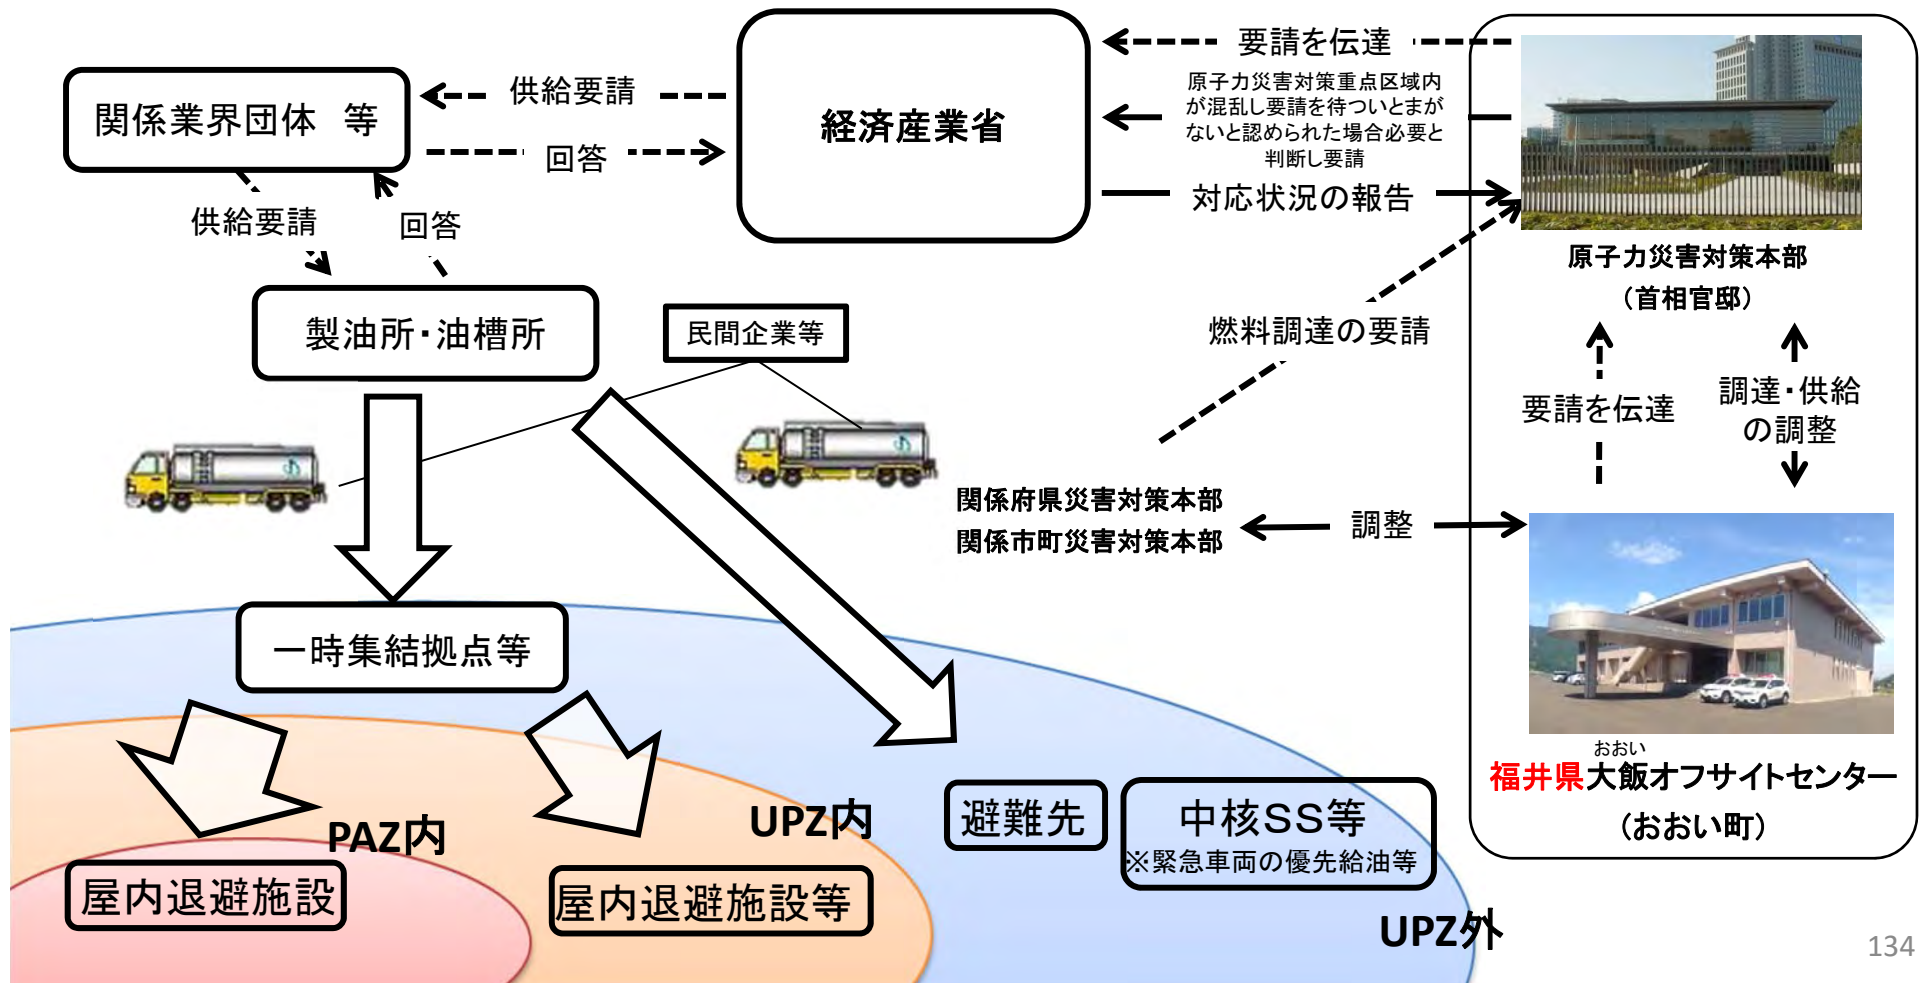 要請を伝達
原子力災害対策重点区域内
が混乱し要請を待ついとまが
ないと認められた場合必要と
判断し要請
対応状況の報告
経済産業省
供給要請
回答
関係業界団体　等
供給要請
回答
製油所・油槽所
民間企業等
原子力災害対策本部
（首相官邸）
燃料調達の要請
要請を伝達
調達・供給
の調整
関係府県災害対策本部
関係市町災害対策本部
調整
一時集結拠点等
おおい
福井県大飯オフサイトセンター
（おおい町）
PAZ内
UPZ内
避難先
中核SS等
※緊急車両の優先給油等
屋内退避施設
屋内退避施設等
UPZ外
134